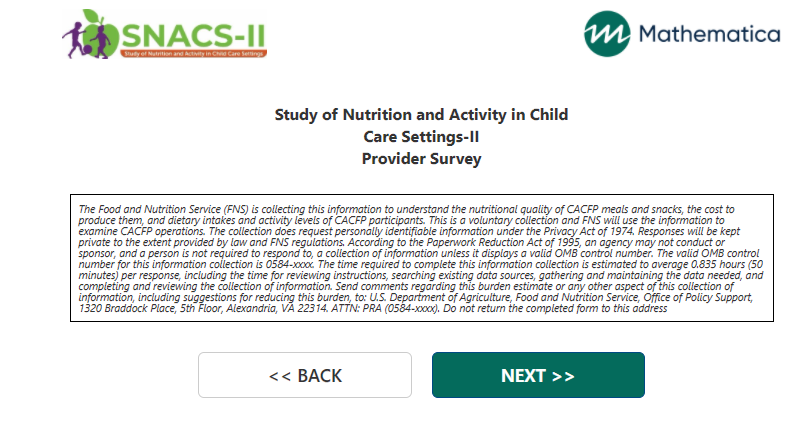 SNACS-II
Study of Nutrition and Activity in Child Care Settings
Mathematica
Study of Nutrition and Activity in Child
Care Settings-II
Provider Survey
The Food and Nutrition Service (FNS) is collecting this information to understand the nutritional quality of CACFP meals and snacks, the cost to
produce them, and dietary intakes and activity levels of CACFP participants. This is a voluntary collection and FNS will use the information to
examine CACFP operations. The collection does request personally identifiable information under the Privacy Act of 1974. Responses will be kept
private to the extent provided by law and FNS regulations. According to the Paperwork Reduction Act of 1995, an agency may not conduct or
sponsor, and a person is not required to respond to, a collection of information unless it displays a valid OMB control number. The valid OMB control
number for this information collection is 0584-xxxx. The time required to complete this information collection is estimated to average 0.835 hours (50
minutes) per response, including the time for reviewing instructions, searching existing data sources, gathering and maintaining the data needed, and
completing and reviewing the collection of information. Send comments regarding this burden estimate or any other aspect of this collection of
information, including suggestions for reducing this burden, to: U.S. Department of Agriculture, Food and Nutrition Service, Office of Policy Support,
1320 Braddock Place, 5th Floor, Alexandria, VA 22314. ATTN: PRA (0584-xxxx). Do not return the completed form to this address
<< BACK
NEXT >>